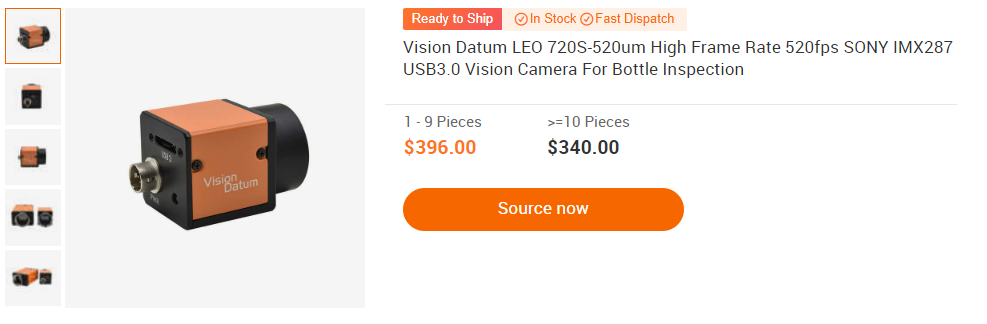 Ready to Ship In Stock Fast Dispatch
Vision Datum LEO 720S-520um High Frame Rate 520fps SONY IMX287
USB3.0 Vision Camera For Bottle Inspection
1 - 9 Pieces >=10 Pieces
$396.00 $340.00
Source now
Vision
Datum